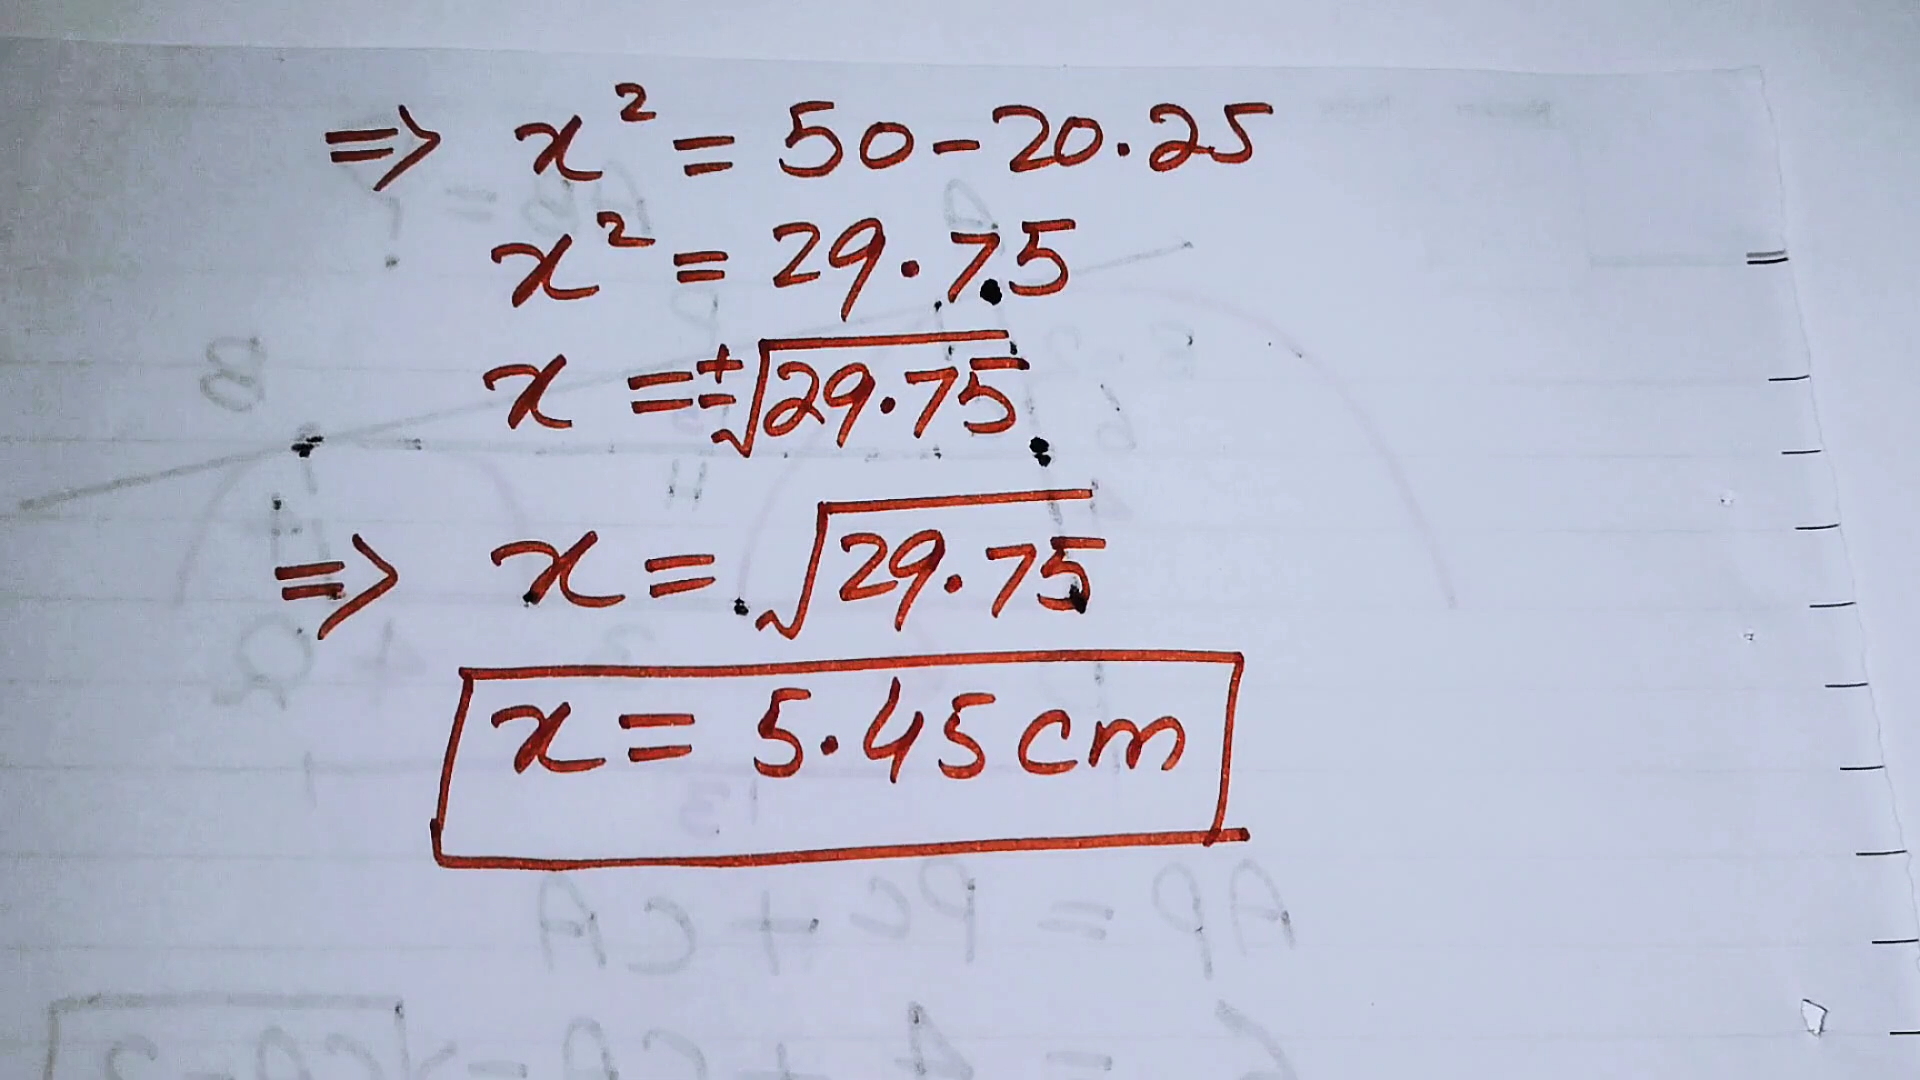 ⇒ x² = 50 - 20.25
x² = 29.75
x = ±√29.75
⇒ x = √29.75
x = 5.45 cm